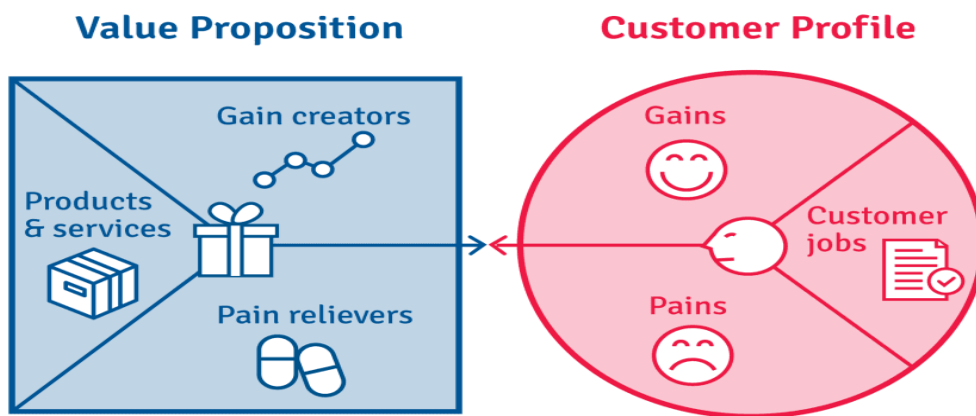 Value Proposition
Customer Profile
Gain creators
Products
& services
Pain relievers
Gains
Customer
jobs
Pains